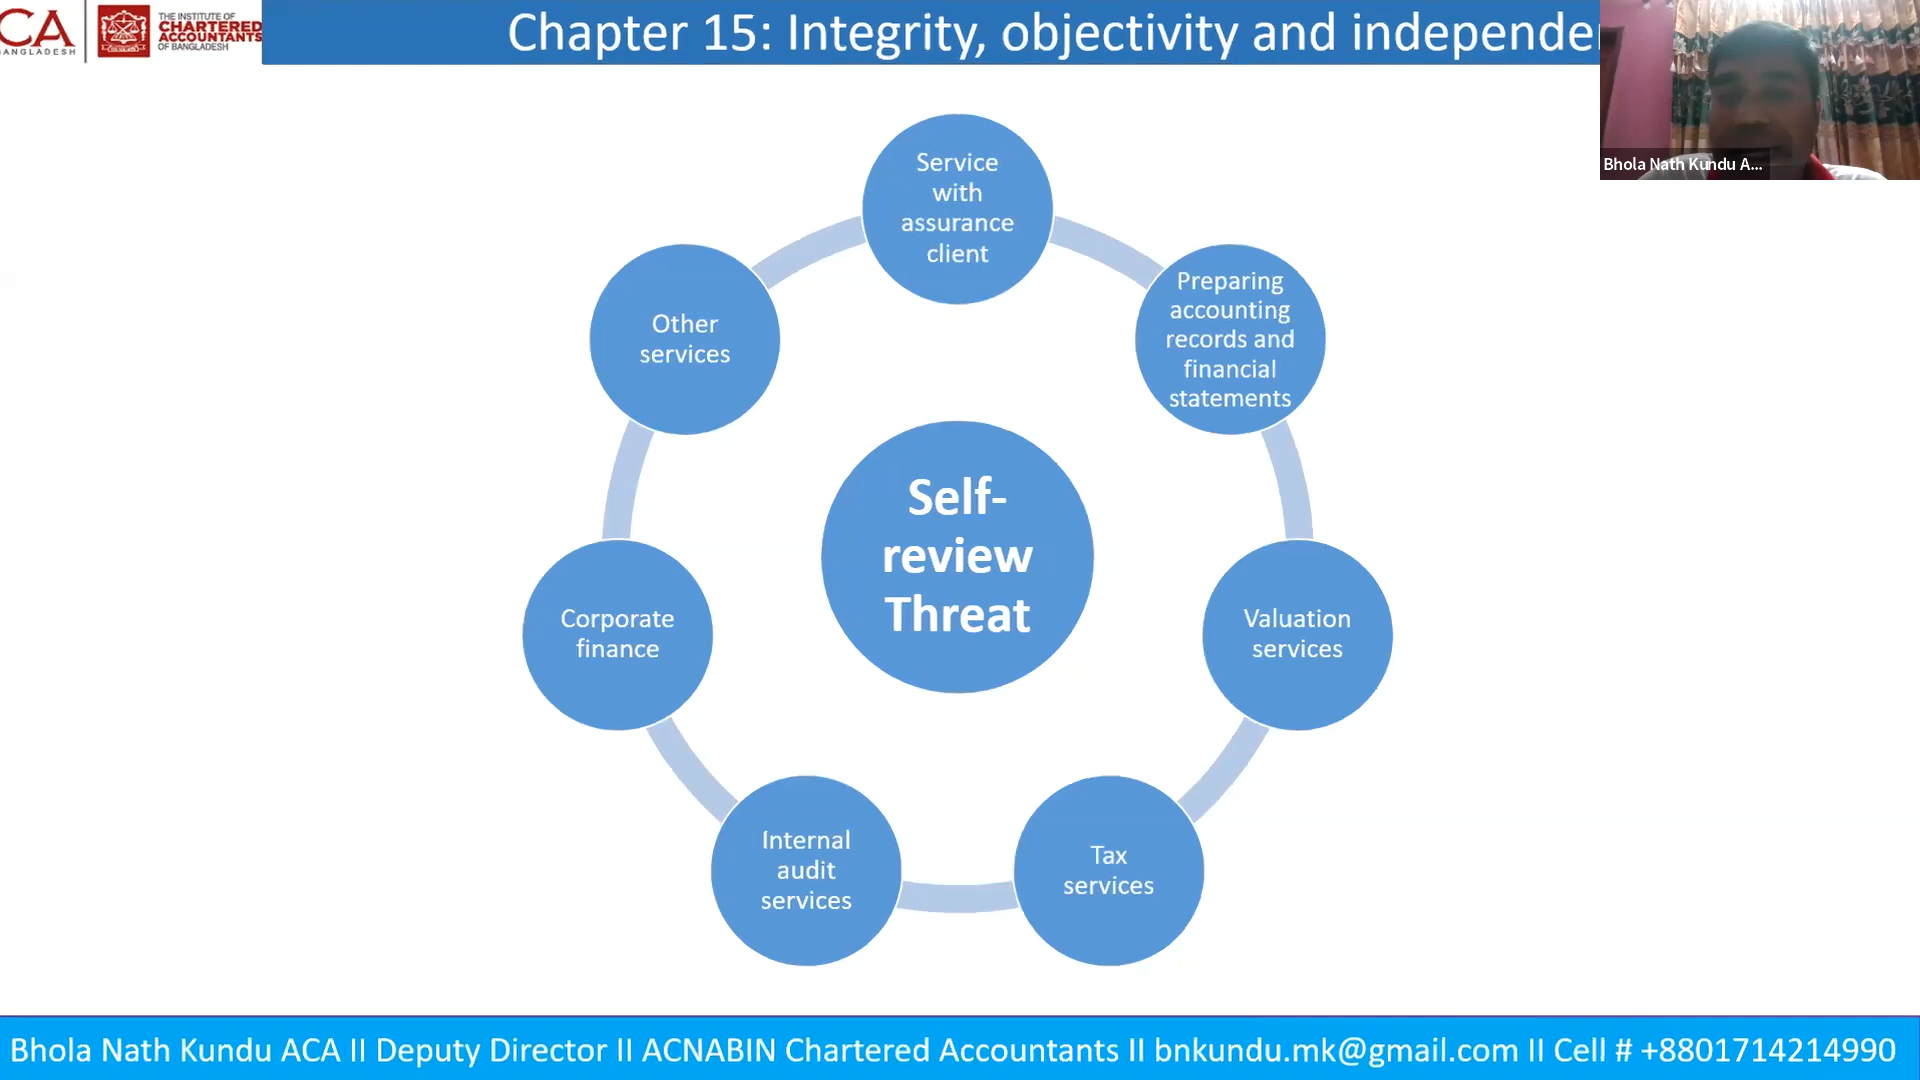 CA
BANGLADESH
THE INSTITUTE OF
CHARTERED
ACCOUNTANTS
OF BANGLADESH
Chapter 15: Integrity, objectivity and independe
Bhola Nath Kundu A...
Service
with
assurance
client
Preparing
accounting
records and
financial
statements
Valuation
services
Tax
services
Internal
audit
services
Corporate
finance
Other
services
Self-
review
Threat
Bhola Nath Kundu ACA II Deputy Director II ACNABIN Chartered Accountants II bnkundu.mk@gmail.com II Cell # +8801714214990